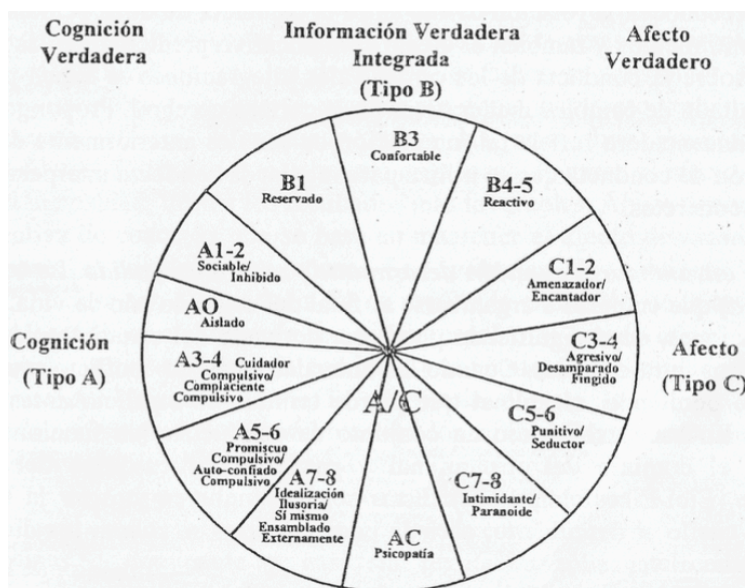 Cognición
Verdadera
Información Verdadera
Integrada
(Tipo B)
Afecto
Verdadero
B3
Confortable
B1
Reservado
B4-5
Reactivo
A1-2
Sociable/
Inhibido
C1-2
Amenazador/
Encantador
AO
Aislado
Cognición
(Tipo A)
A3-4 Cuidador
Compulsivo/
Complaciente
Compulsivo
C3-4
Agresivo/
Desamparado
Fingido
Afecto
(Tipo C)
A/C
A5-6
Promiscuo
Compulsivo/
Auto-confiado
Compulsivo
C5-6
Punitivo/
Seductor
A7-8
Idealización
Ilusoria/
Sí mismo
Ensamblado
Externamente
C7-8
Intimidante/
Paranoide
AC
Psicopatía